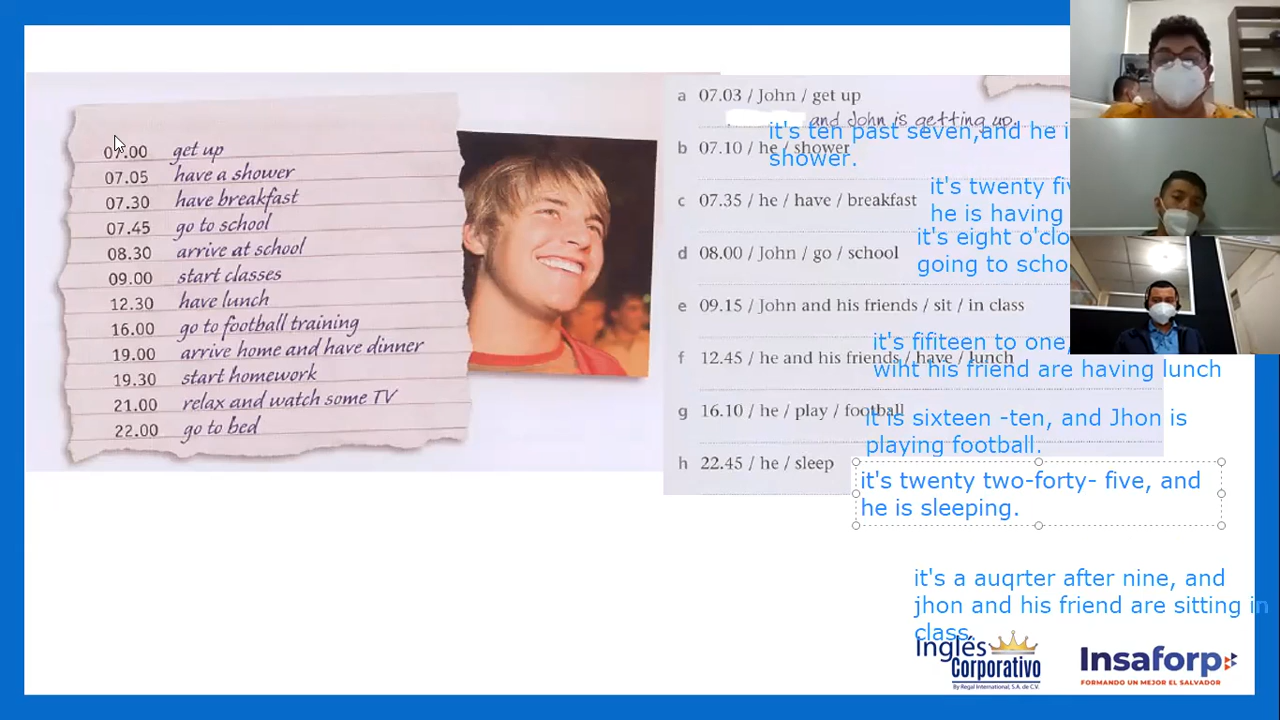 07.00 get up
07.05 have a shower
07.30 have breakfast
07.45 go to school
08.30 arrive at school
09.00 start classes
12.30 have lunch
16.00 go to football training
19.00 arrive home and have dinner
19.30 start homework
21.00 relax and watch some TV
22.00 go to bed
a 07.03 / John / get up
and John is getting up.
it's ten past seven,and he i
shower.
b 07.10 / he / shower
it's twenty fi
he is having
c 07.35 / he / have / breakfast
it's eight o'clo
going to scho
d 08.00 / John / go / school
e 09.15 / John and his friends / sit / in class
it's fifiteen to one,
wiht his friend are having lunch
f 12.45 / he and his friends / have / lunch
it is sixteen -ten, and Jhon is
playing football.
g 16.10 / he / play / football
h 22.45 / he / sleep
it's twenty two-forty- five, and
he is sleeping.
it's a auqrter after nine, and
jhon and his friend are sitting in
class.
Inglés
Corporativo
By Regal International, S.A. de C.V.
Insaforp
FORMANDO UN MEJOR EL SALVADOR